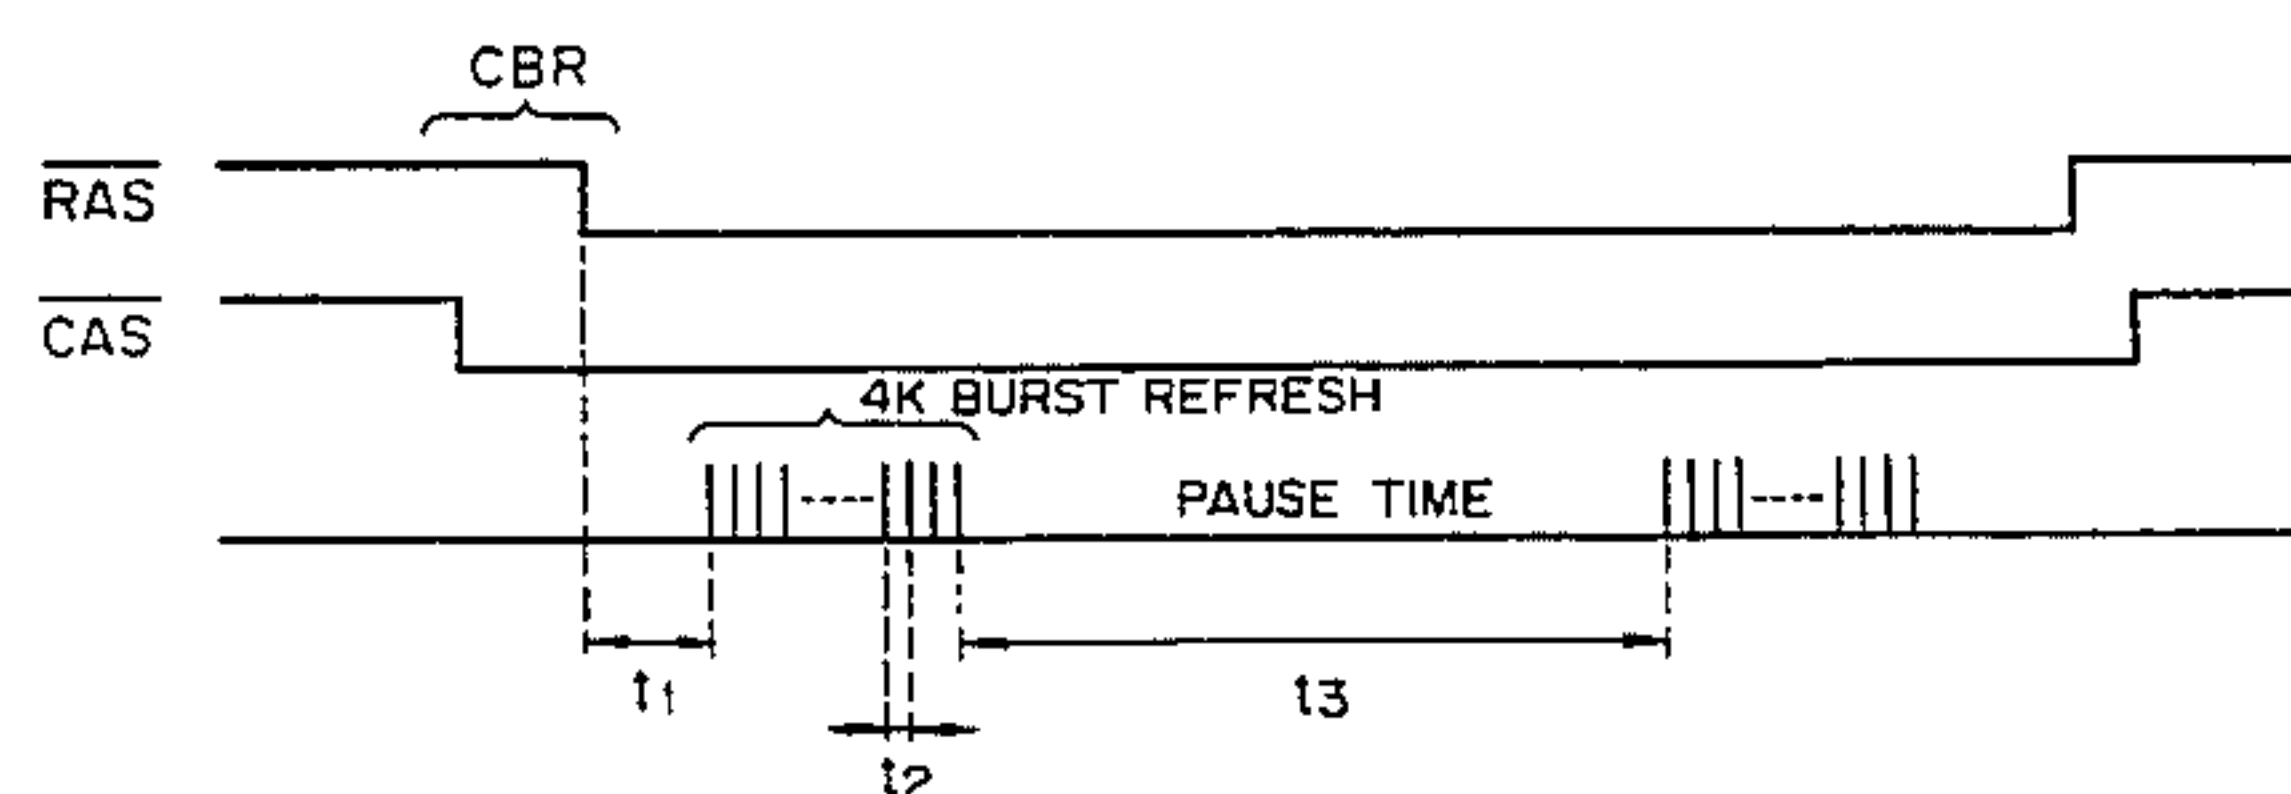 CBR
RAS
CAS
4K BURST REFRESH
PAUSE TIME
t1
t3
t2